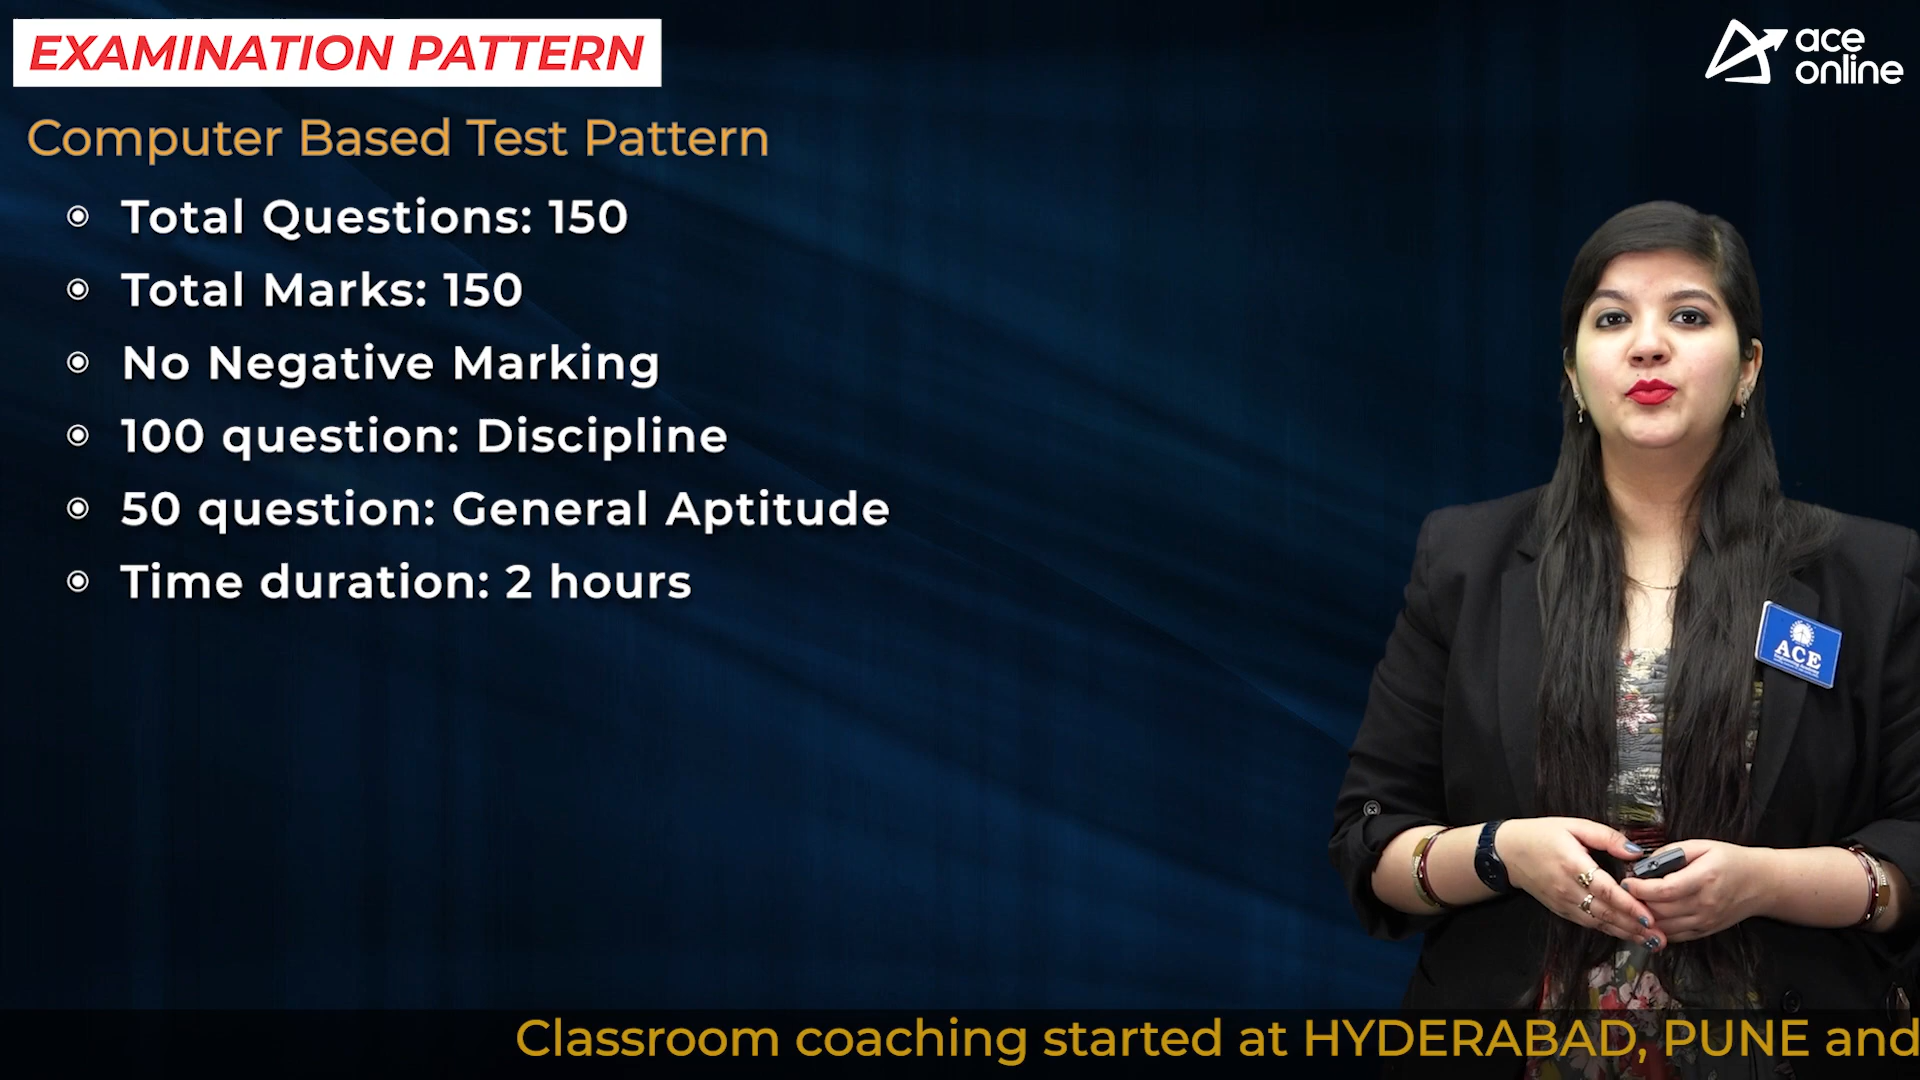 EXAMINATION PATTERN
ace
online
Computer Based Test Pattern
Total Questions: 150
Total Marks: 150
No Negative Marking
100 question: Discipline
50 question: General Aptitude
Time duration: 2 hours
ACE
Classroom coaching started at HYDERABAD, PUNE and